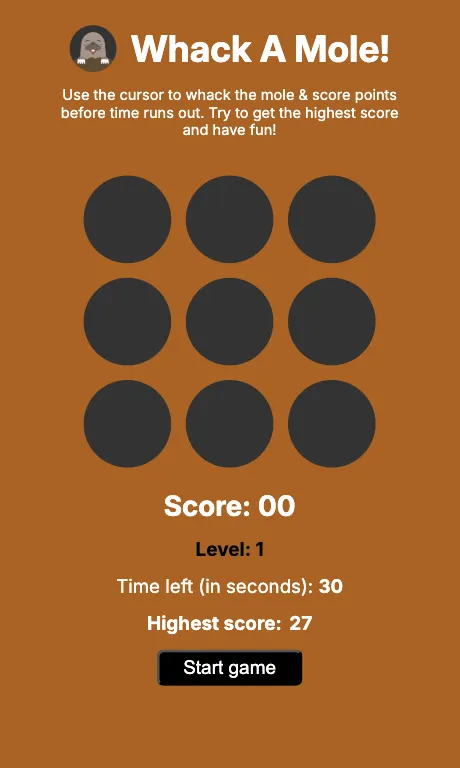 Whack A Mole!
Use the cursor to whack the mole & score points
before time runs out. Try to get the highest score
and have fun!
Score: 00
Level: 1
Time left (in seconds): 30
Highest score: 27
Start game